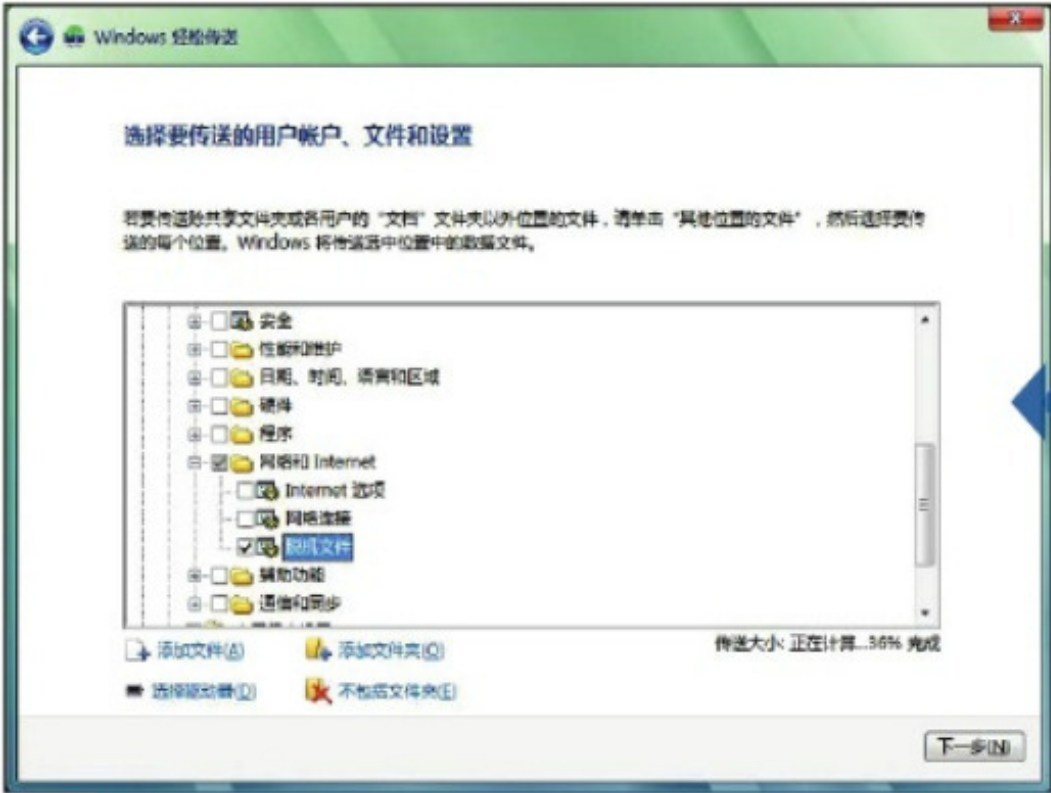 Windows 轻松传送
选择要传送的用户帐户、文件和设置
若要传送除共享文件夹或各用户的“文档”文件夹以外位置的文件，请单击“其他位置的文件”，然后选择要传
送的每个位置。Windows 将传送选中位置中的数据文件。
安全
性能和维护
日期、时间、语言和区域
硬件
程序
网络和 Internet
Internet 选项
网络连接
脱机文件
辅助功能
通信和同步
添加文件(A)
添加文件夹(O)
传送大小: 正在计算...36% 完成
选择驱动器(D)
不包括文件夹(E)
下一步(N)